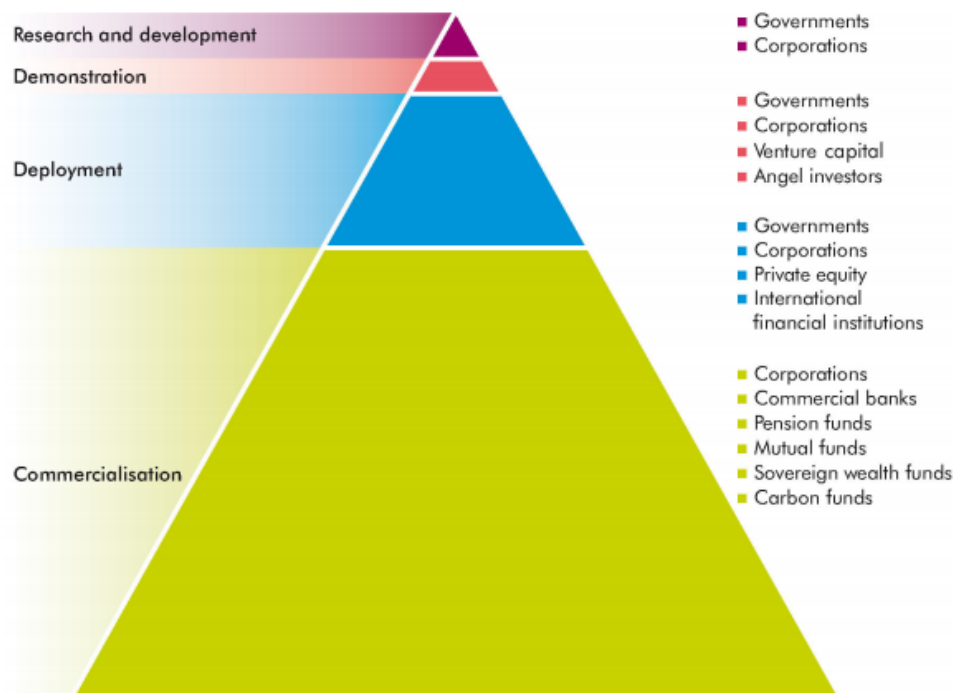 Research and development
Governments
Corporations
Demonstration
Governments
Corporations
Venture capital
Angel investors
Deployment
Governments
Corporations
Private equity
International
financial institutions
Commercialisation
Corporations
Commercial banks
Pension funds
Mutual funds
Sovereign wealth funds
Carbon funds